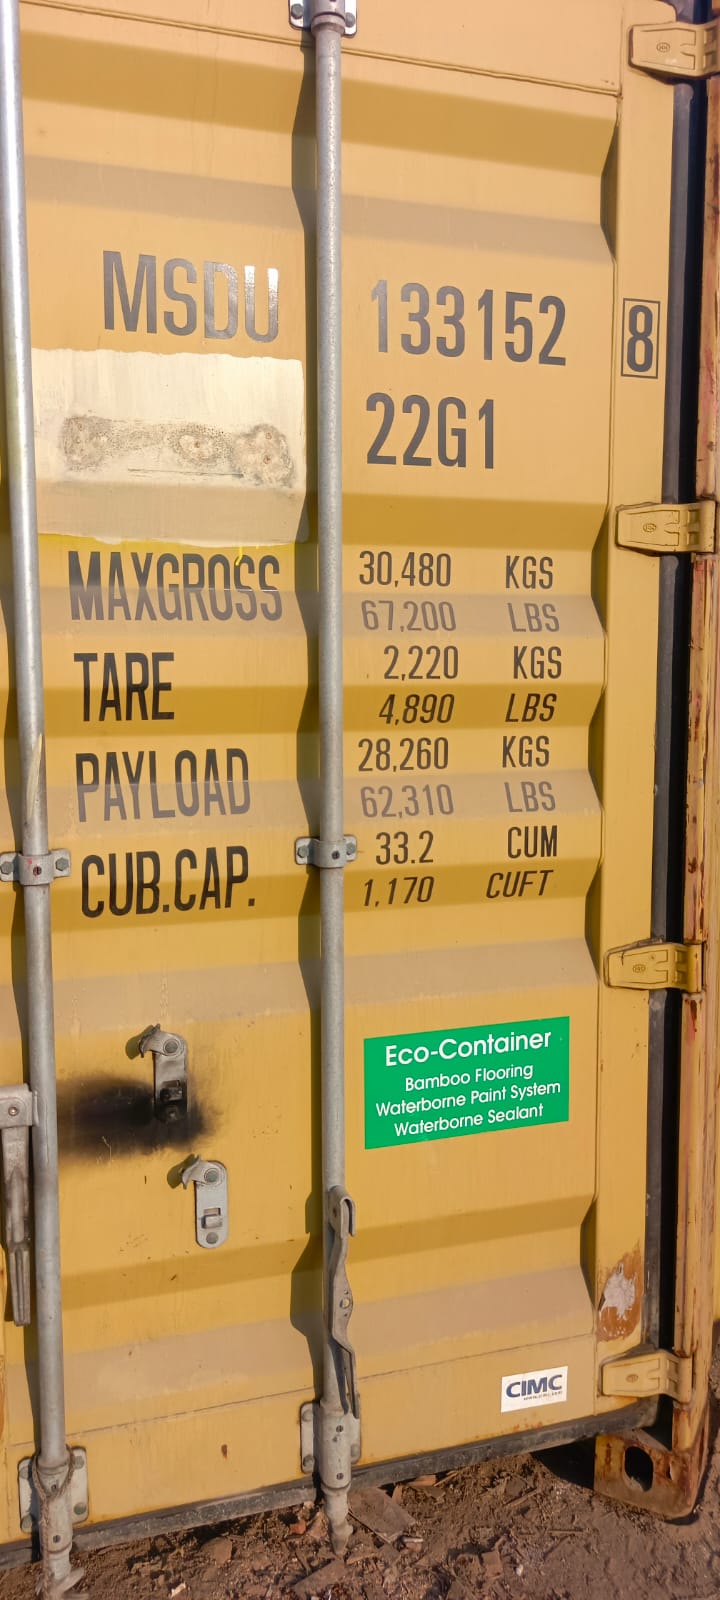 MSDU 133152 8
22G1
MAXGROSS 30,480 KGS
67,200 LBS
TARE 2,220 KGS
4,890 LBS
PAYLOAD 28,260 KGS
62,310 LBS
CUB.CAP. 33.2 CUM
1,170 CUFT
Eco-Container
Bamboo Flooring
Waterborne Paint System
Waterborne Sealant
CIMC